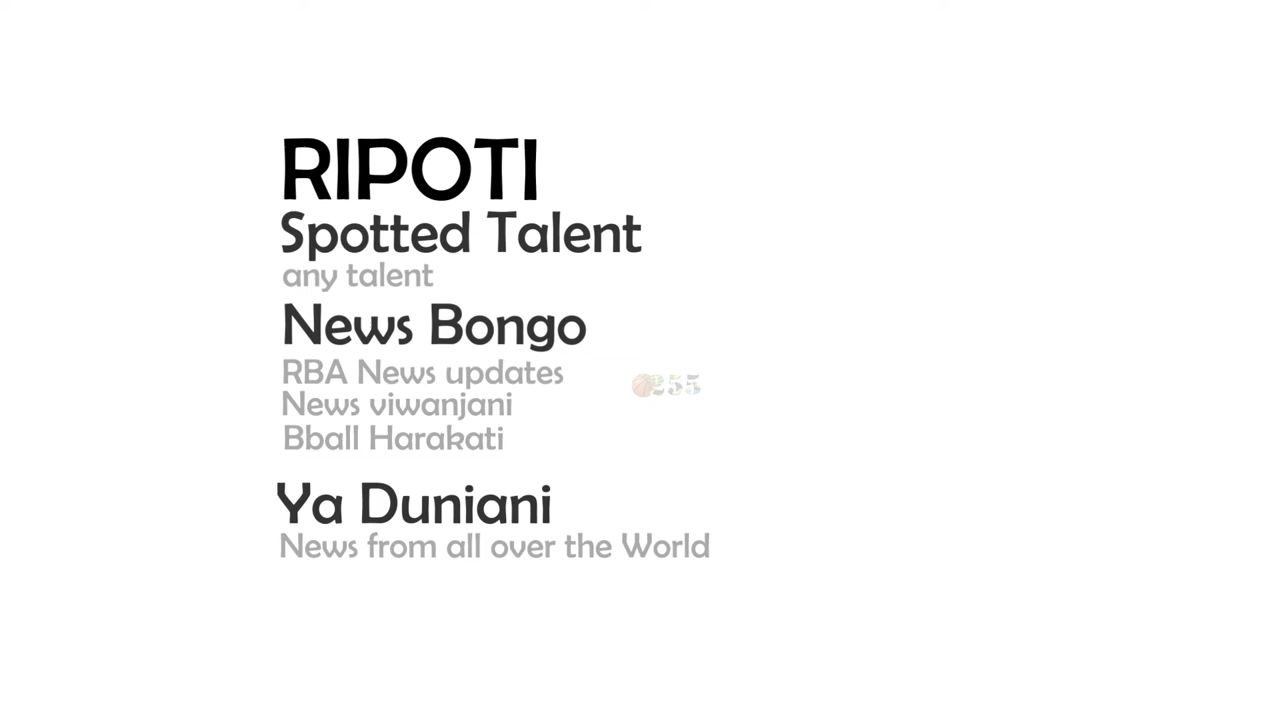 RIPOTI
Spotted Talent
any talent
News Bongo
RBA News updates
News viwanjani
255
Bball Harakati
Ya Duniani
News from all over the World